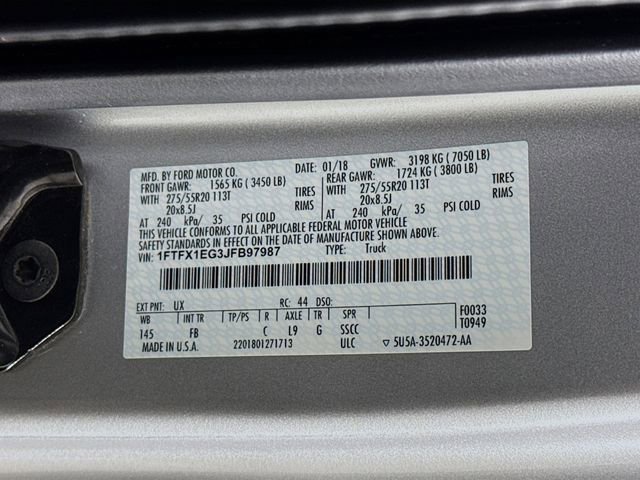 MFD. BY FORD MOTOR CO. DATE: 01/18 GVWR: 3198 KG (7050 LB)
FRONT GAWR: 1565 KG (3450 LB) REAR GAWR: 1724 KG (3800 LB)
WITH 275/55R20 113T TIRES WITH 275/55R20 113T TIRES
20x8.5J RIMS 20x8.5J RIMS
AT 240 kPa/ 35 PSI COLD AT 240 kPa/ 35 PSI COLD
THIS VEHICLE CONFORMS TO ALL APPLICABLE FEDERAL MOTOR VEHICLE
SAFETY STANDARDS IN EFFECT ON THE DATE OF MANUFACTURE SHOWN ABOVE.
VIN: 1FTFX1EG3JFB97987 TYPE: Truck
EXT PNT: UX RC: 44 DSO: F0033
WB INT TR TP/PS R AXLE TR SPR T0949
145 FB C L9 G SSCC
MADE IN U.S.A. 2201801271713 ULC ▽ 5U5A-3520472-AA